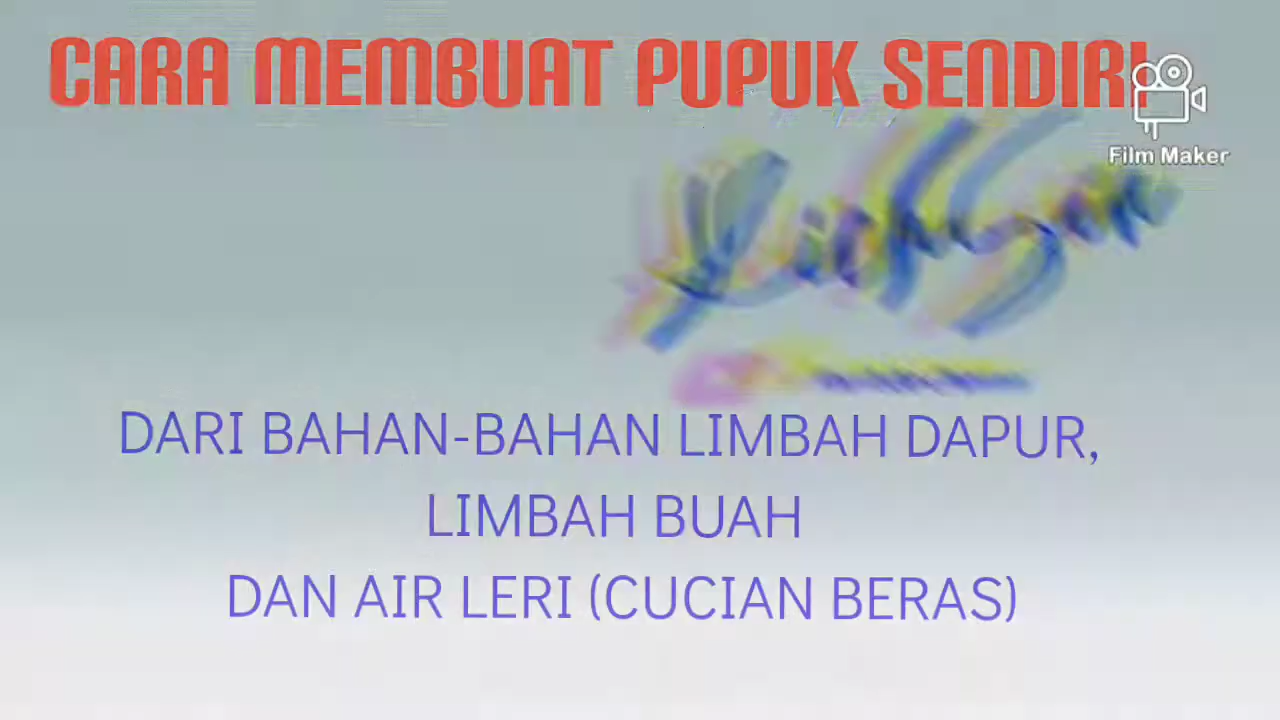 CARA MEMBUAT PUPUK SENDIRI
Film Maker
DARI BAHAN-BAHAN LIMBAH DAPUR,
LIMBAH BUAH
DAN AIR LERI (CUCIAN BERAS)